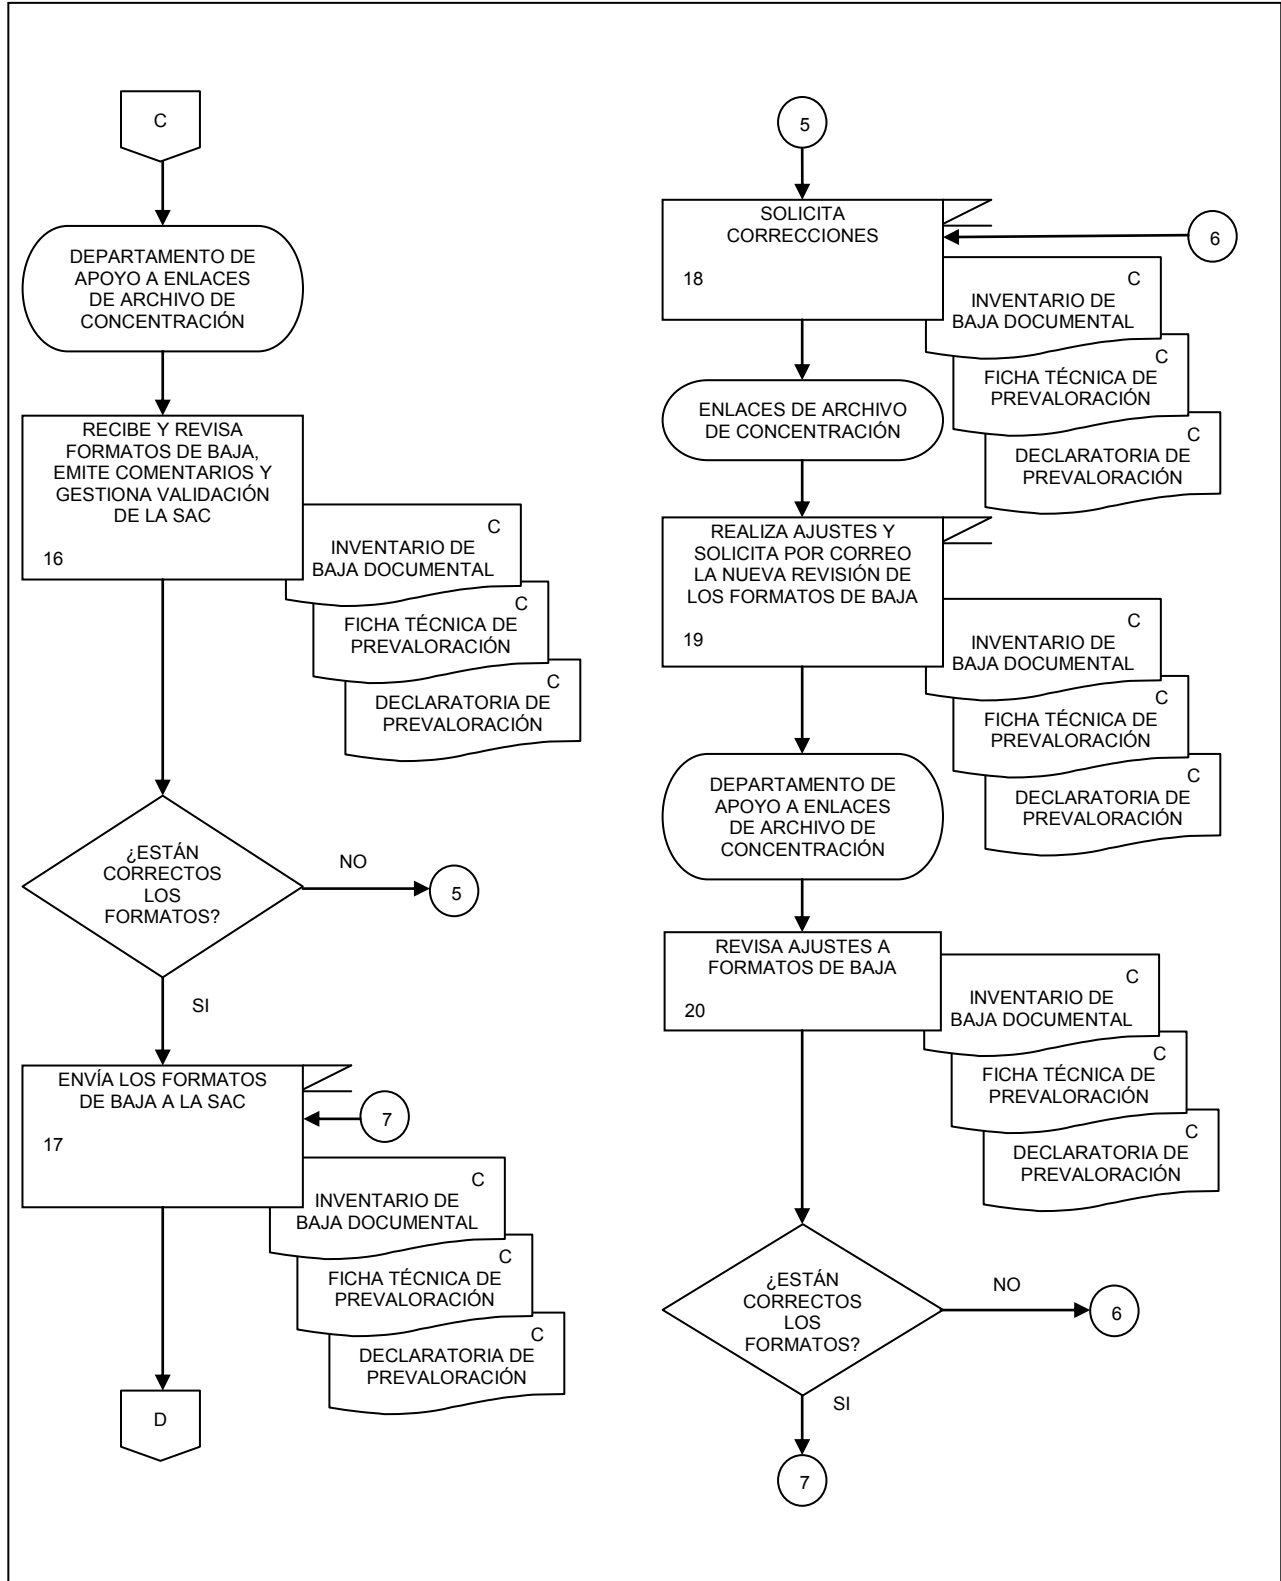 C
DEPARTAMENTO DE
APOYO A ENLACES
DE ARCHIVO DE
CONCENTRACIÓN
RECIBE Y REVISA
FORMATOS DE BAJA,
EMITE COMENTARIOS Y
GESTIONA VALIDACIÓN
DE LA SAC
16
C
INVENTARIO DE
BAJA DOCUMENTAL
C
FICHA TÉCNICA DE
PREVALORACIÓN
C
DECLARATORIA DE
PREVALORACIÓN
¿ESTÁN
CORRECTOS
LOS
FORMATOS?
NO
5
SI
ENVÍA LOS FORMATOS
DE BAJA A LA SAC
17
7
C
INVENTARIO DE
BAJA DOCUMENTAL
C
FICHA TÉCNICA DE
PREVALORACIÓN
C
DECLARATORIA DE
PREVALORACIÓN
D
5
SOLICITA
CORRECCIONES
18
6
C
INVENTARIO DE
BAJA DOCUMENTAL
C
FICHA TÉCNICA DE
PREVALORACIÓN
C
DECLARATORIA DE
PREVALORACIÓN
ENLACES DE ARCHIVO
DE CONCENTRACIÓN
REALIZA AJUSTES Y
SOLICITA POR CORREO
LA NUEVA REVISIÓN DE
LOS FORMATOS DE BAJA
19
C
INVENTARIO DE
BAJA DOCUMENTAL
C
FICHA TÉCNICA DE
PREVALORACIÓN
C
DECLARATORIA DE
PREVALORACIÓN
DEPARTAMENTO DE
APOYO A ENLACES
DE ARCHIVO DE
CONCENTRACIÓN
REVISA AJUSTES A
FORMATOS DE BAJA
20
C
INVENTARIO DE
BAJA DOCUMENTAL
C
FICHA TÉCNICA DE
PREVALORACIÓN
C
DECLARATORIA DE
PREVALORACIÓN
¿ESTÁN
CORRECTOS
LOS
FORMATOS?
NO
6
SI
7